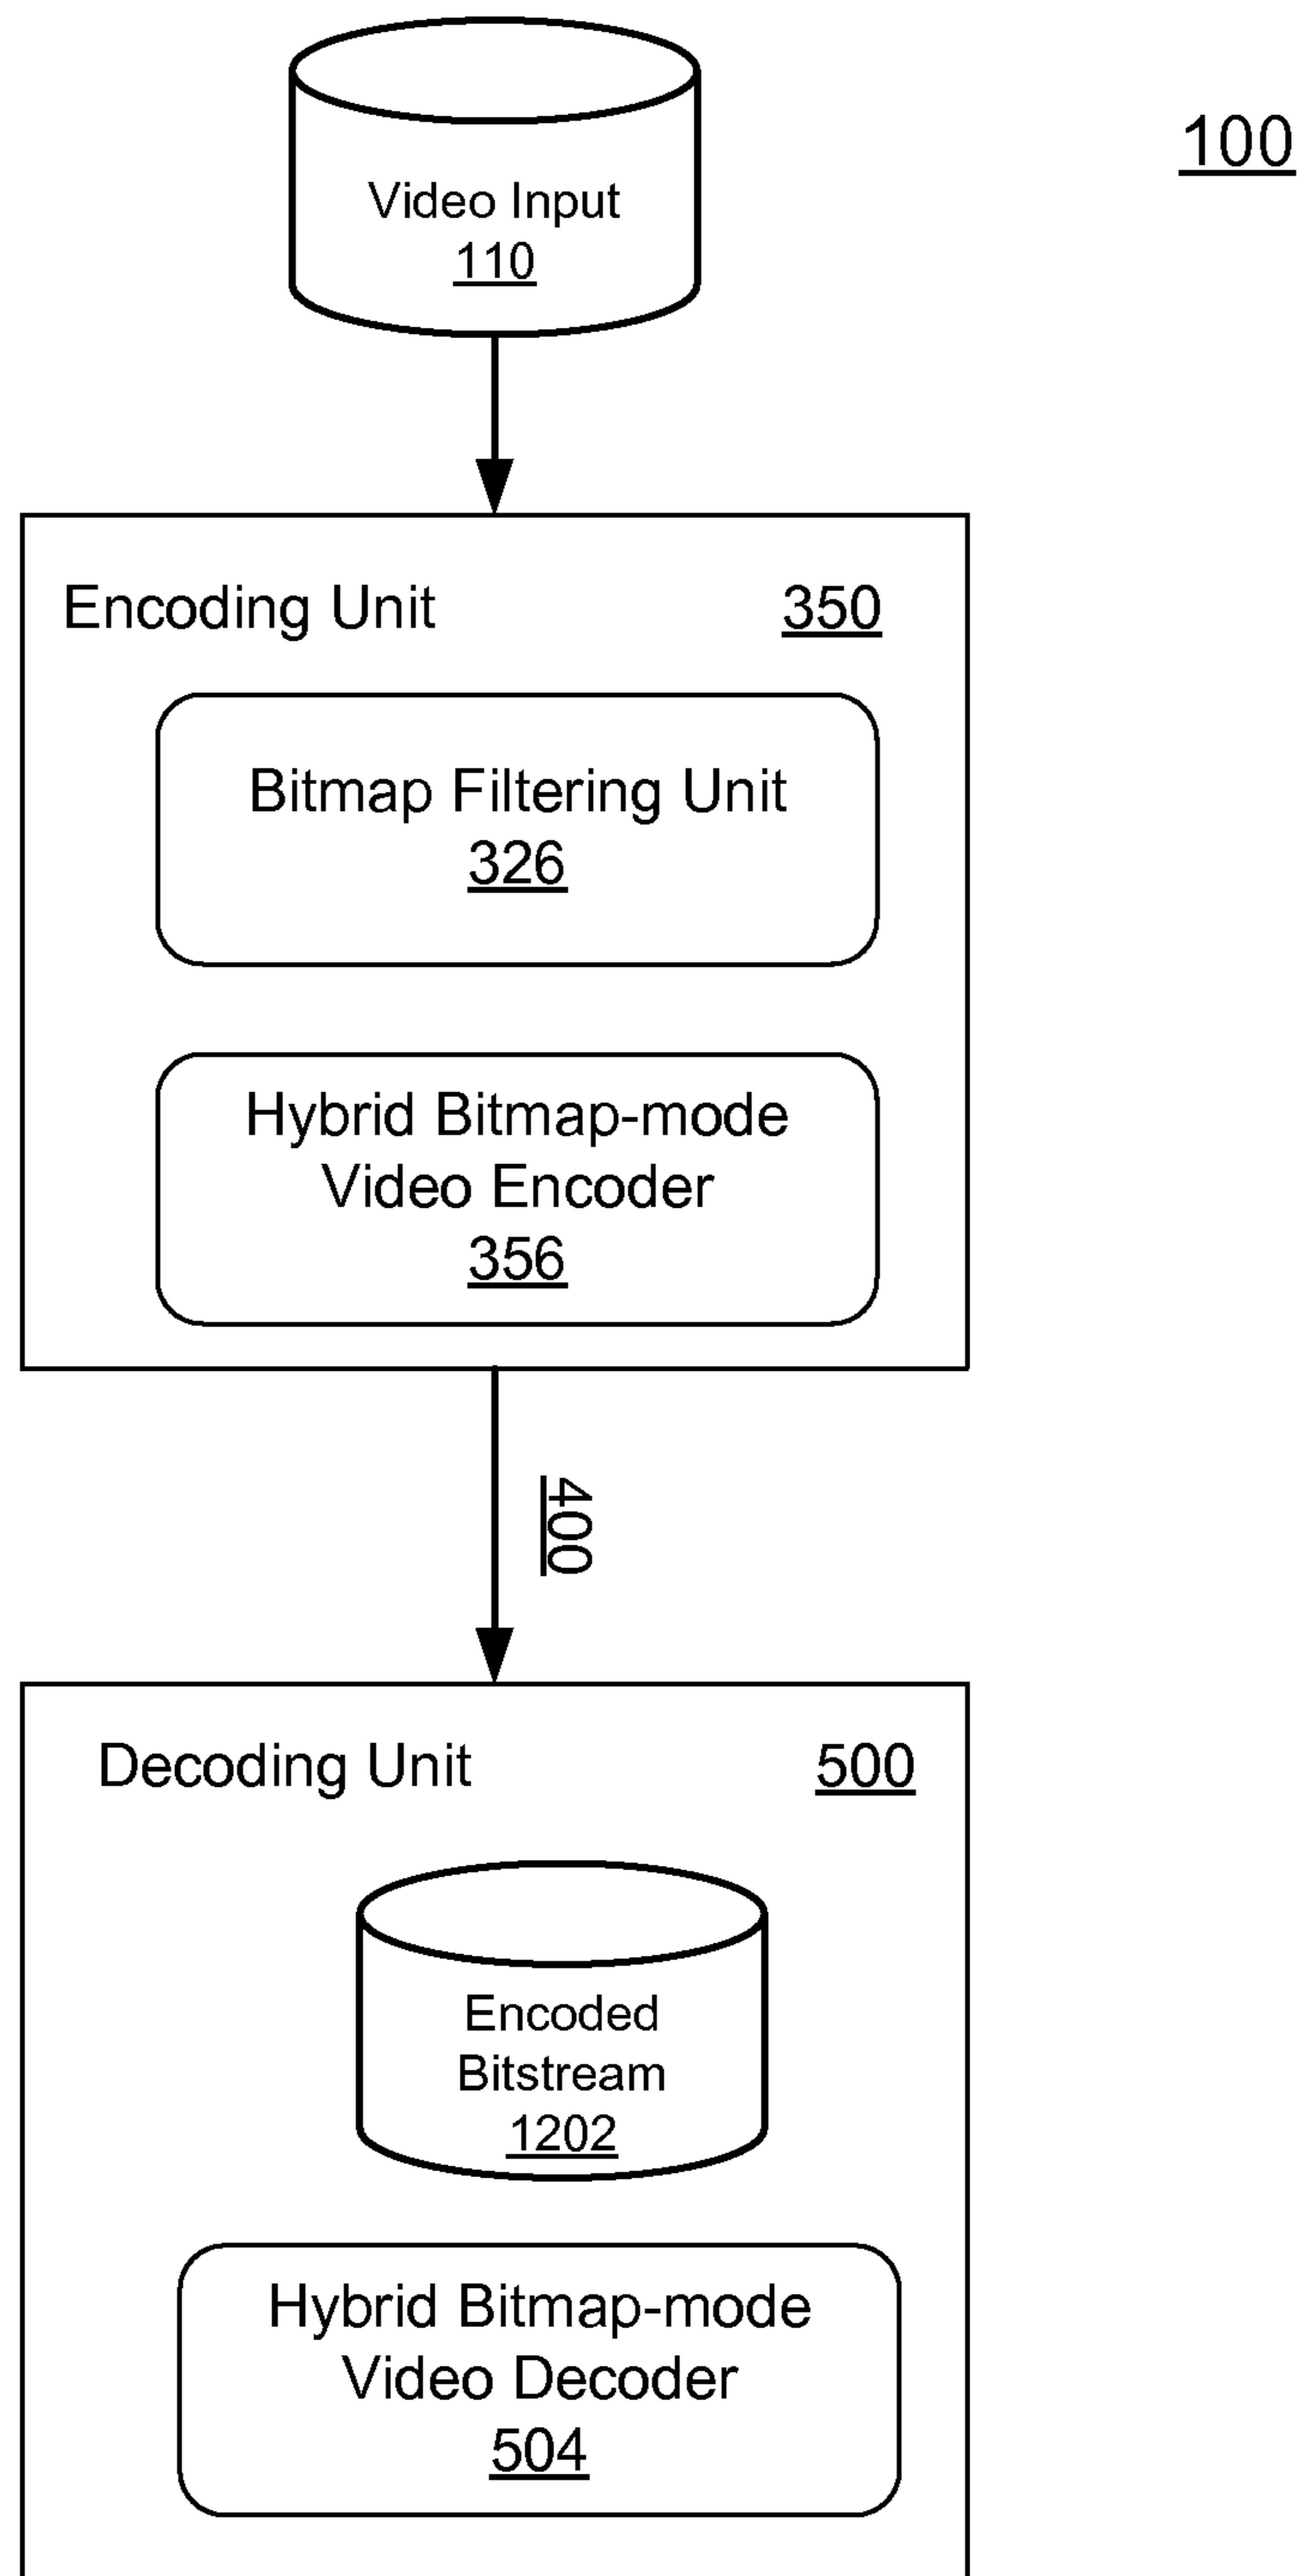 100
Video Input
110
Encoding Unit 350
Bitmap Filtering Unit
326
Hybrid Bitmap-mode
Video Encoder
356
400
Decoding Unit 500
Encoded
Bitstream
1202
Hybrid Bitmap-mode
Video Decoder
504